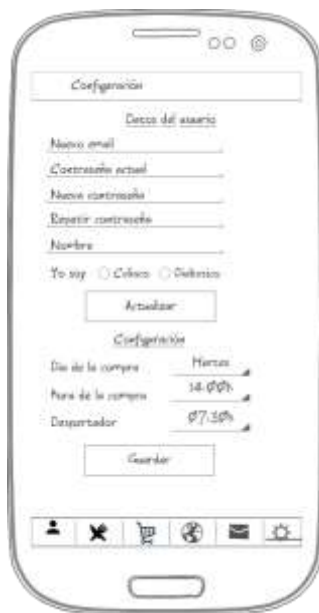 Configuración
Datos del usuario
Nuevo email
Contraseña actual
Nueva contraseña
Repetir contraseña
Nombre
Yo soy Celiaco Diabetico
Actualizar
Configuración
Dia de la compra Martes
Hora de la compra 18:00h
Despertador 07:30h
Guardar